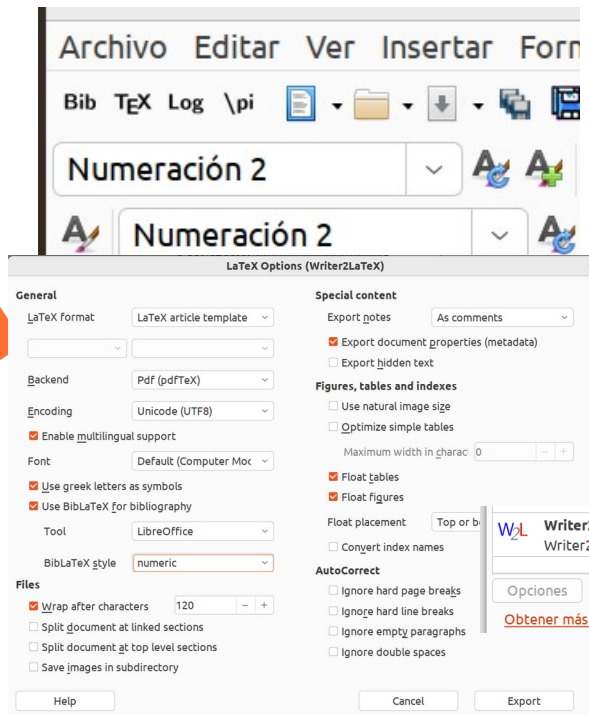 Archivo Editar Ver Insertar Form
Bib TEX Log \pi
Numeración 2
Numeración 2
LaTeX Options (Writer2LaTeX)
General
LaTeX format LaTeX article template
Backend Pdf (pdfTeX)
Encoding Unicode (UTF8)
Enable multilingual support
Font Default (Computer Moc
Use greek letters as symbols
Use BibLaTeX for bibliography
Tool LibreOffice
BibLaTeX style numeric
Files
Wrap after characters 120
Split document at linked sections
Split document at top level sections
Save images in subdirectory
Special content
Export notes As comments
Export document properties (metadata)
Export hidden text
Figures, tables and indexes
Use natural image size
Optimize simple tables
Maximum width in charac 0
Float tables
Float figures
Float placement Top or b
Convert index names
AutoCorrect
Ignore hard page breaks
Ignore hard line breaks
Ignore empty paragraphs
Ignore double spaces
W2L Writer2
Writer2
Opciones
Obtener más
Help Cancel Export